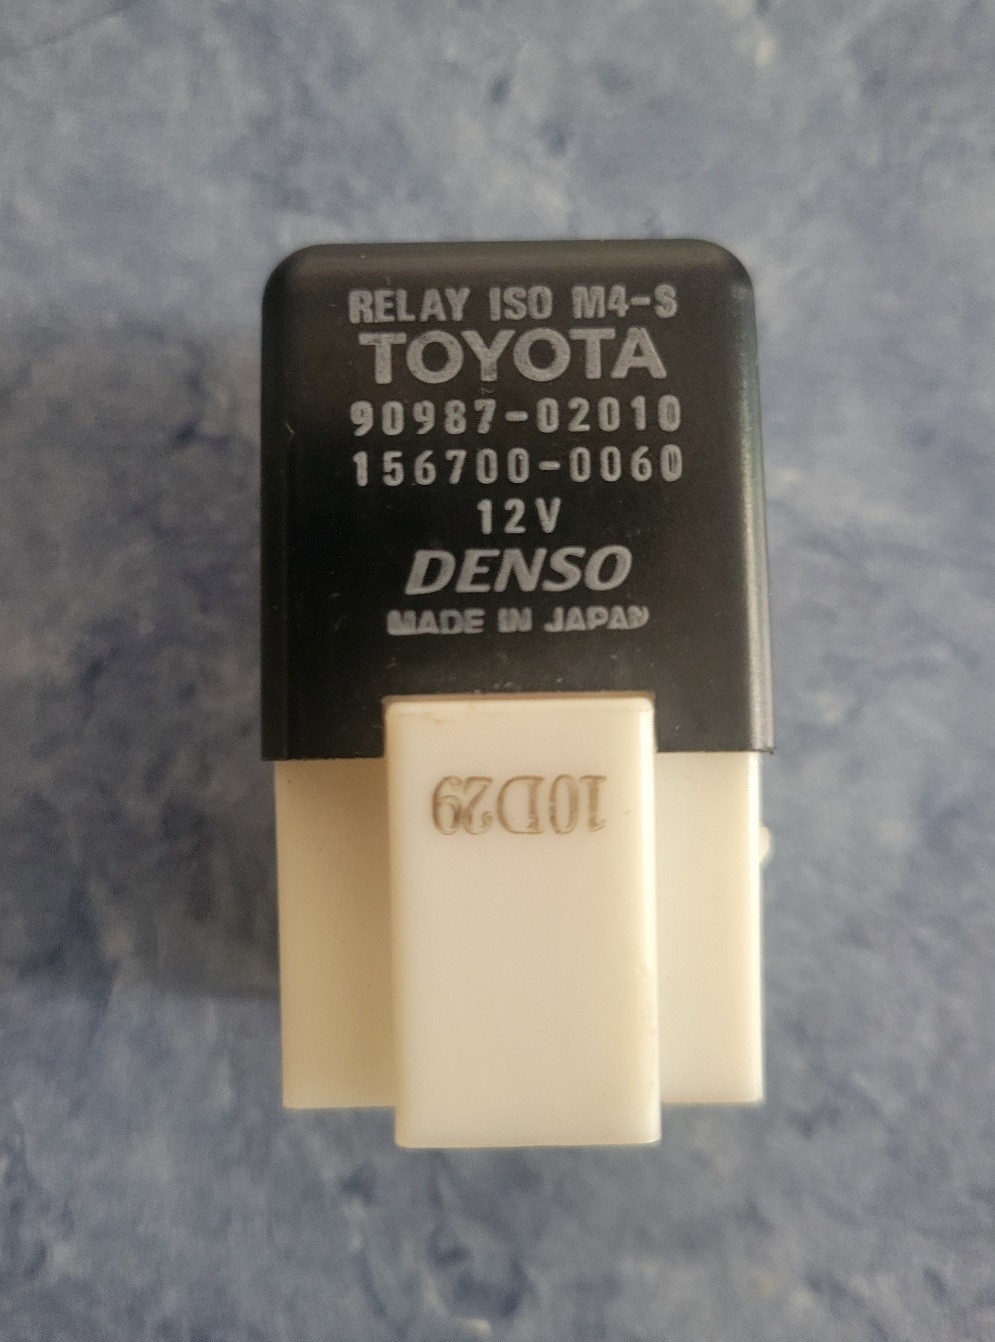 RELAY ISO M4-S
TOYOTA
90987-02010
156700-0060
12V
DENSO
MADE IN JAPAN
10D29